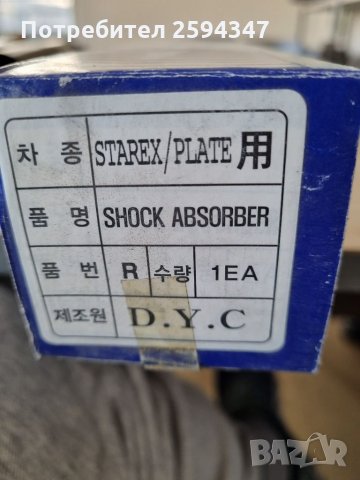 Потребител 2594347
차 종 STAREX/PLATE 用
품 명 SHOCK ABSORBER
품 번 R 수량 1EA
제조원 D.Y.C
BAZAR